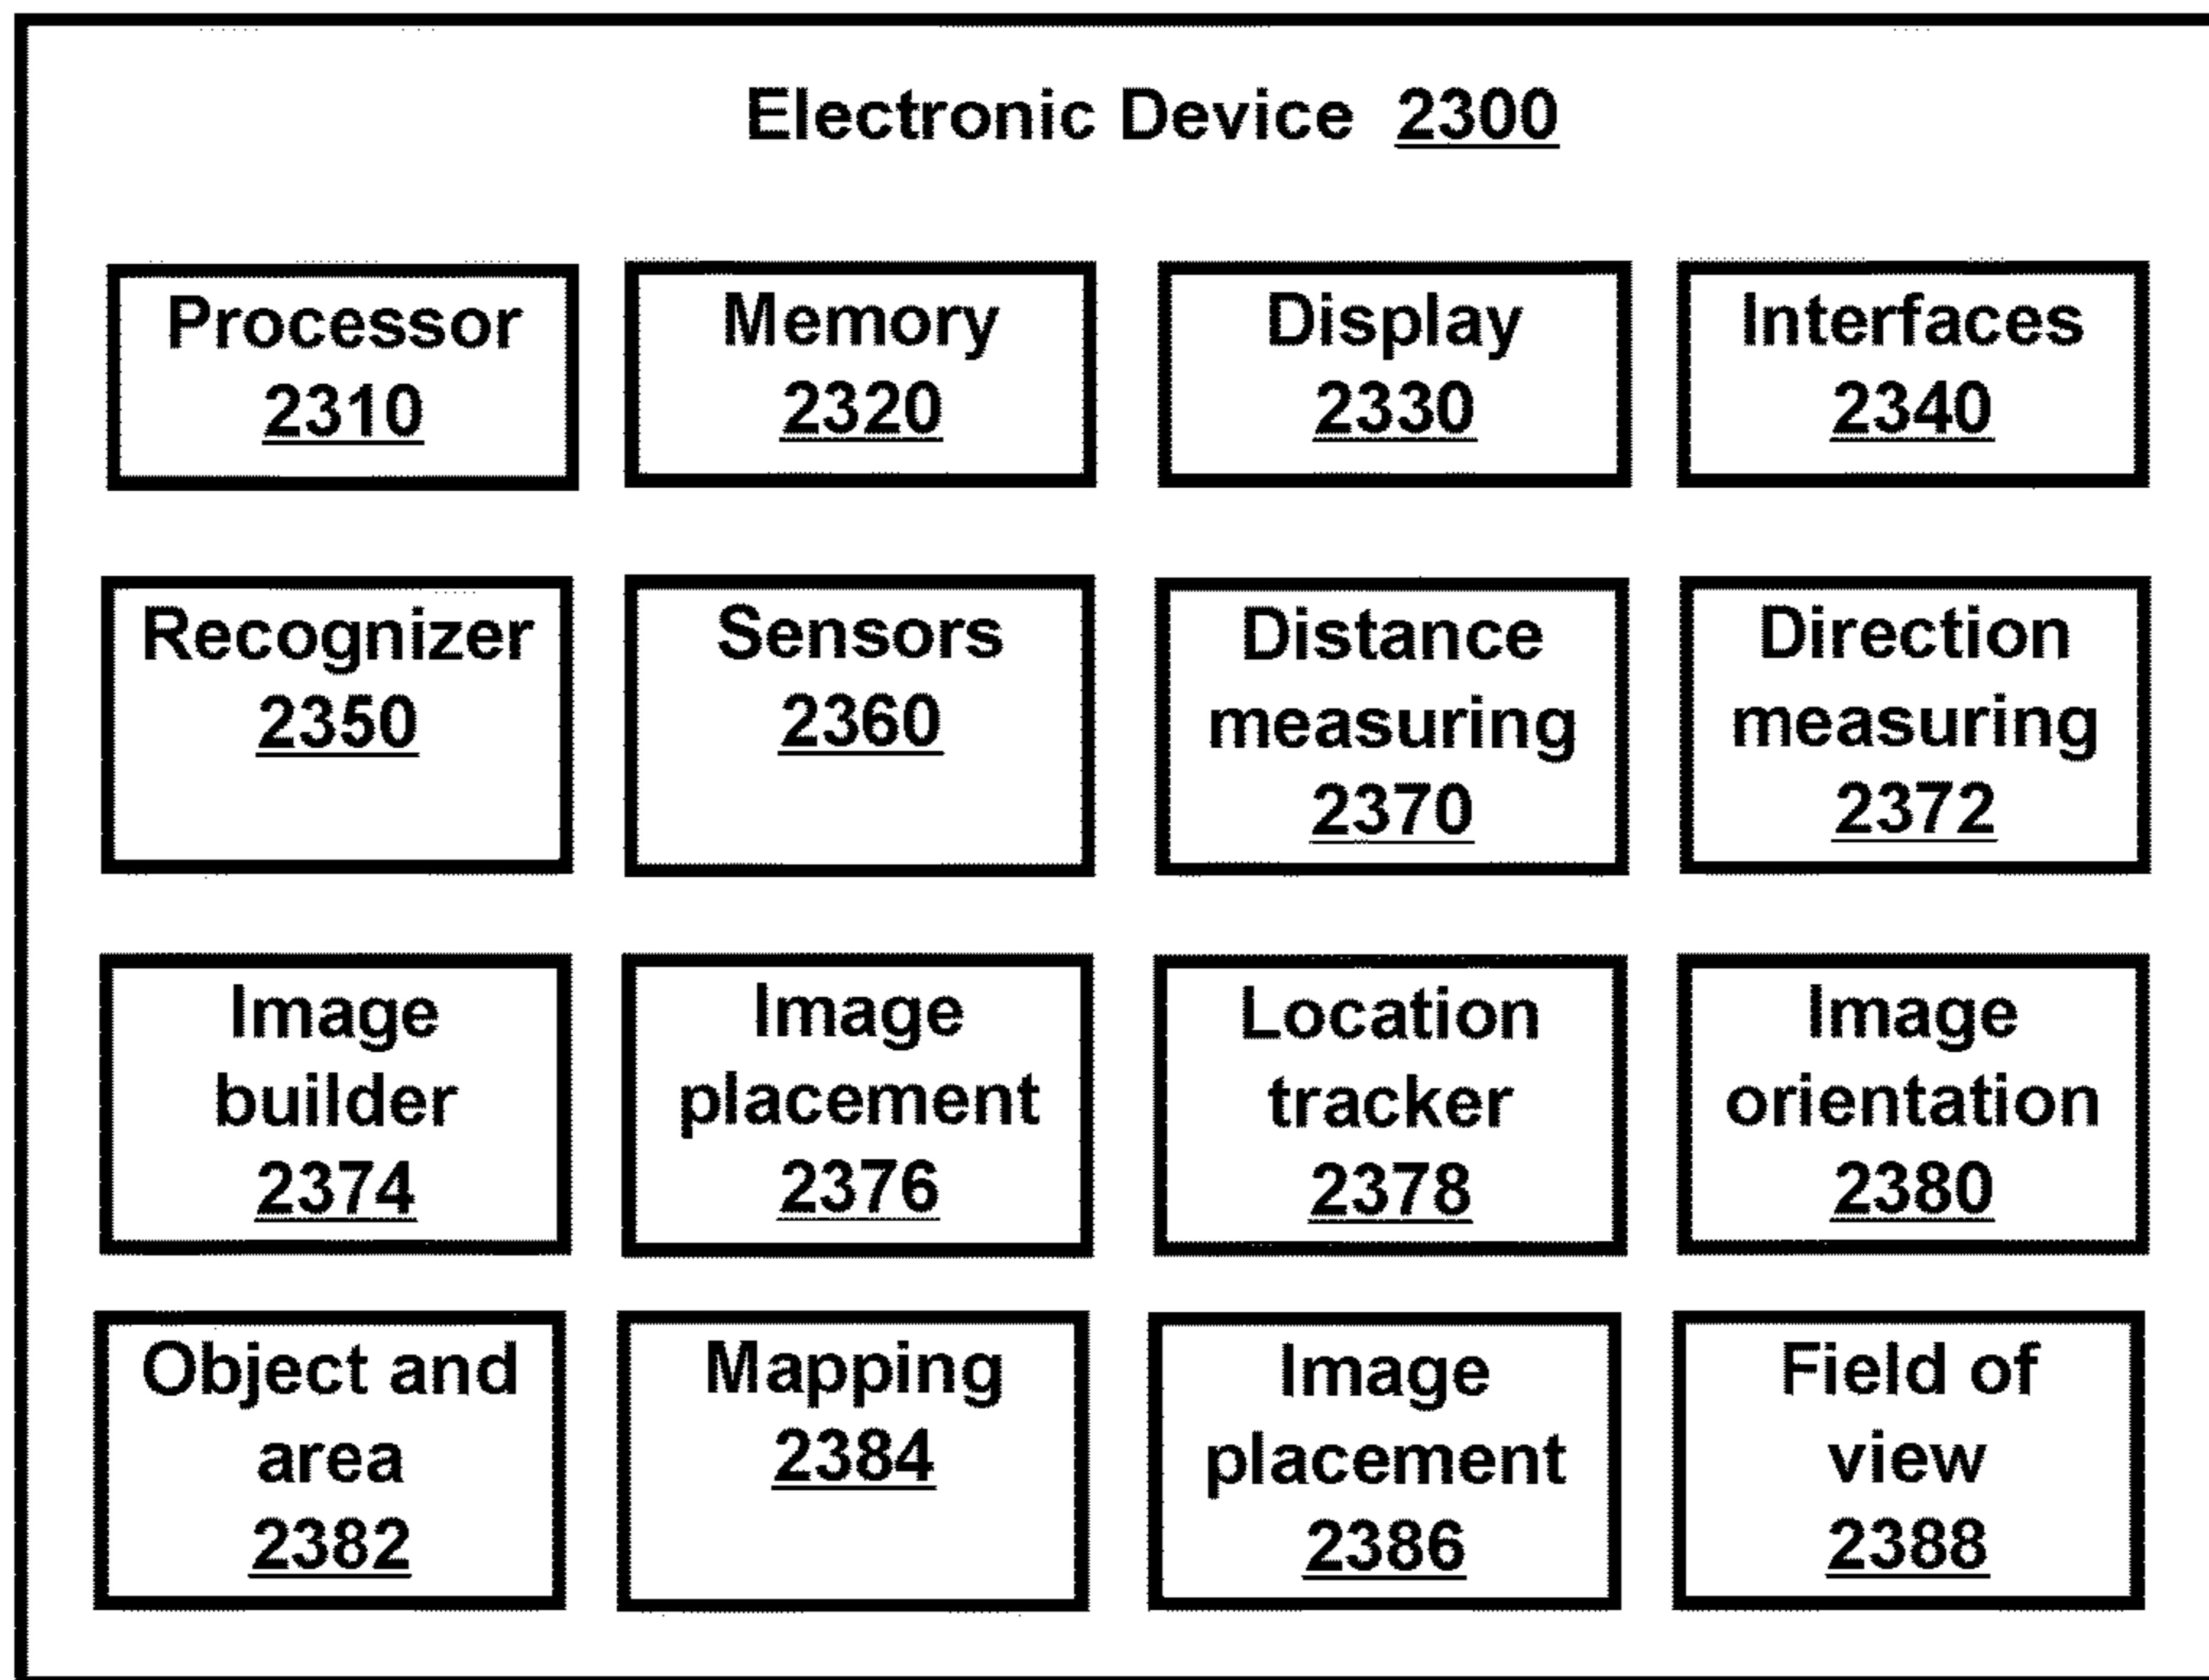 Electronic Device 2300
Processor
2310
Memory
2320
Display
2330
Interfaces
2340
Recognizer
2350
Sensors
2360
Distance
measuring
2370
Direction
measuring
2372
Image
builder
2374
Image
placement
2376
Location
tracker
2378
Image
orientation
2380
Object and
area
2382
Mapping
2384
Image
placement
2386
Field of
view
2388